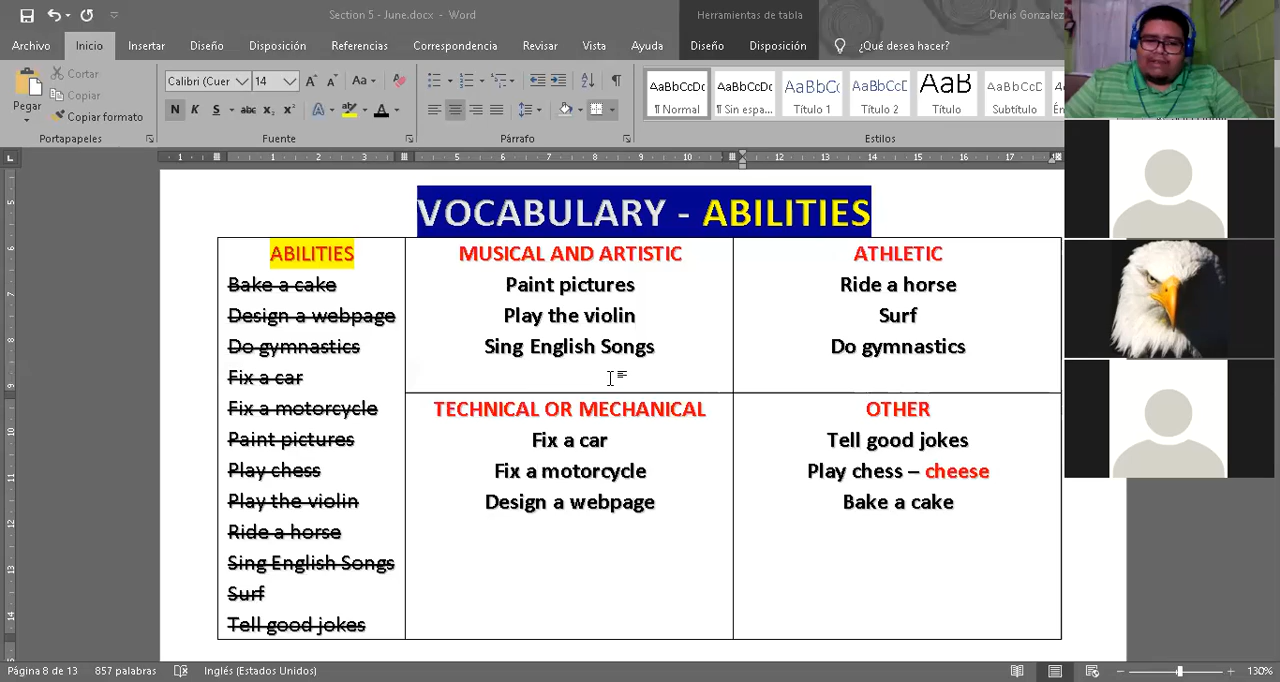 Section 5 - June.docx - Word
Herramientas de tabla
Denis Gonzalez
Archivo Inicio Insertar Diseño Disposición Referencias Correspondencia Revisar Vista Ayuda Diseño Disposición ¿Qué desea hacer?
Pegar
Cortar
Copiar
Copiar formato
Calibri (Cuer 14
Portapapeles Fuente Párrafo Estilos
AaBbCcDc AaBbCcDc AaBbCc AaBbCcD AaB AaBbCcD
¶ Normal ¶ Sin espa... Título 1 Título 2 Título Subtítulo
VOCABULARY - ABILITIES
ABILITIES
Bake a cake
Design a webpage
Do gymnastics
Fix a car
Fix a motorcycle
Paint pictures
Play chess
Play the violin
Ride a horse
Sing English Songs
Surf
Tell good jokes
MUSICAL AND ARTISTIC
Paint pictures
Play the violin
Sing English Songs
ATHLETIC
Ride a horse
Surf
Do gymnastics
TECHNICAL OR MECHANICAL
Fix a car
Fix a motorcycle
Design a webpage
OTHER
Tell good jokes
Play chess – cheese
Bake a cake
Página 8 de 13 857 palabras Inglés (Estados Unidos) 130%